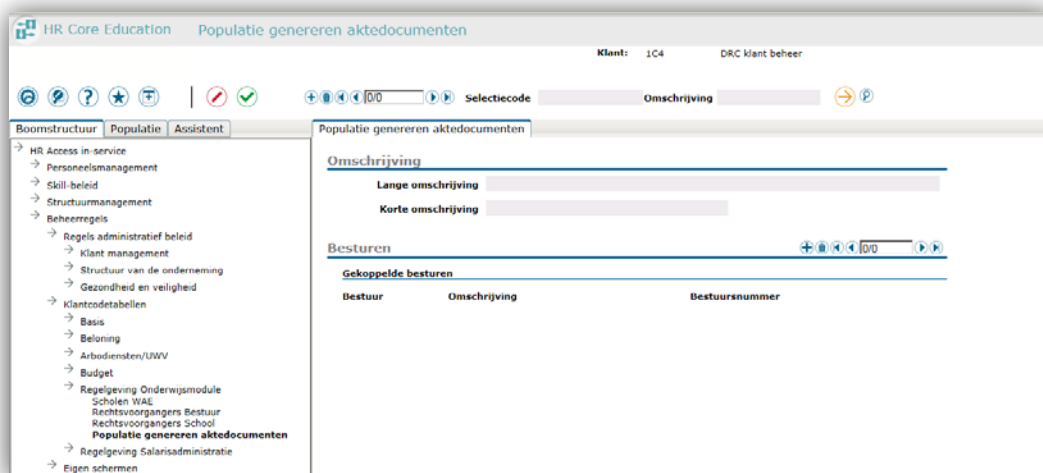 HR Core Education Populatie genereren aktedocumenten
Klant: 1C4 DRC klant beheer
0/0 Selectiecode Omschrijving
Boomstructuur Populatie Assistent
Populatie genereren aktedocumenten
HR Access in-service
Personeelsmanagement
Skill-beleid
Structuurmanagement
Beheerregels
Regels administratief beleid
Klant management
Structuur van de onderneming
Gezondheid en veiligheid
Klantcodetabellen
Basis
Beloning
Arbodiensten/UWV
Budget
Regelgeving Onderwijsmodule
Scholen WAE
Rechtsvoorgangers Bestuur
Rechtsvoorgangers School
Populatie genereren aktedocumenten
Regelgeving Salarisadministratie
Eigen schermen
Omschrijving
Lange omschrijving
Korte omschrijving
Besturen 0/0
Gekoppelde besturen
Bestuur Omschrijving Bestuursnummer